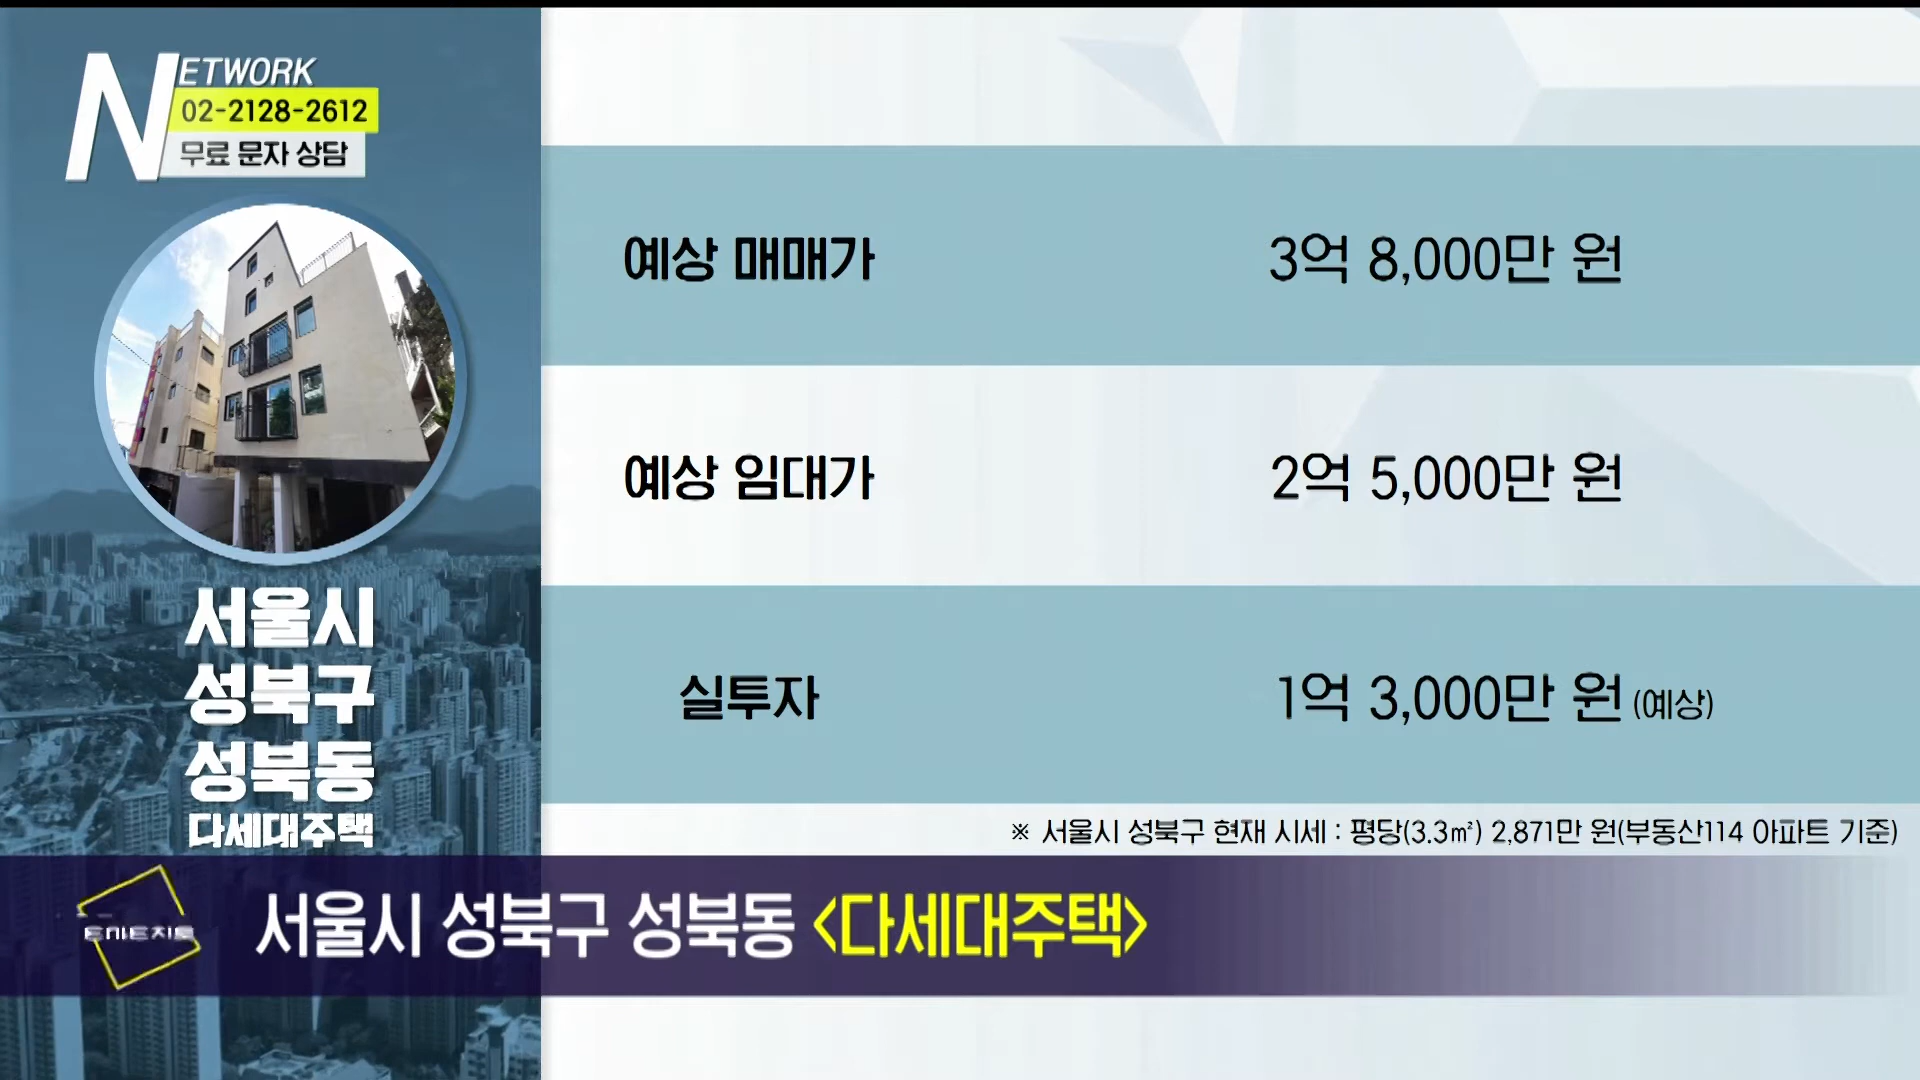 NETWORK
02-2128-2612
무료 문자 상담
서울시
성북구
성북동
다세대주택
예상 매매가 3억 8,000만 원
예상 임대가 2억 5,000만 원
실투자 1억 3,000만 원 (예상)
※ 서울시 성북구 현재 시세 : 평당(3.3㎡) 2,871만 원(부동산114 아파트 기준)
서울시 성북구 성북동 <다세대주택>